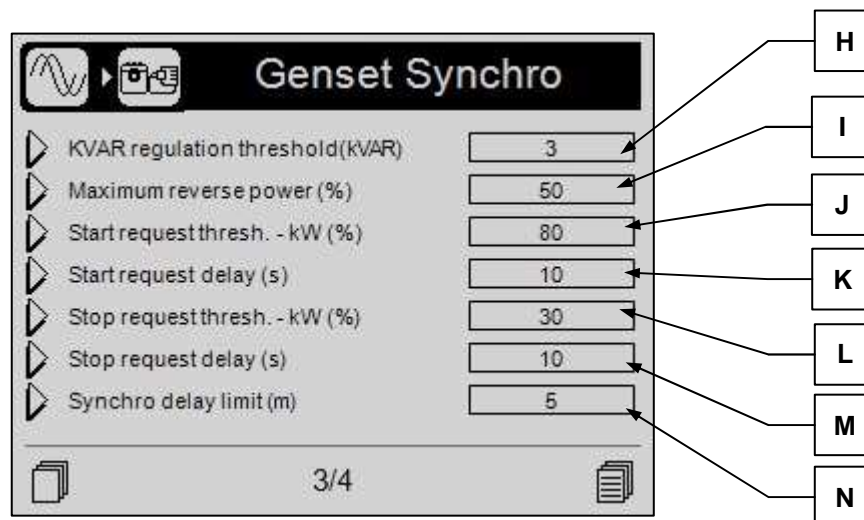 Genset Synchro
H
KVAR regulation threshold(kVAR) 3
I
Maximum reverse power (%) 50
J
Start request thresh. - kW (%) 80
K
Start request delay (s) 10
L
Stop request thresh. - kW (%) 30
M
Stop request delay (s) 10
N
Synchro delay limit (m) 5
3/4